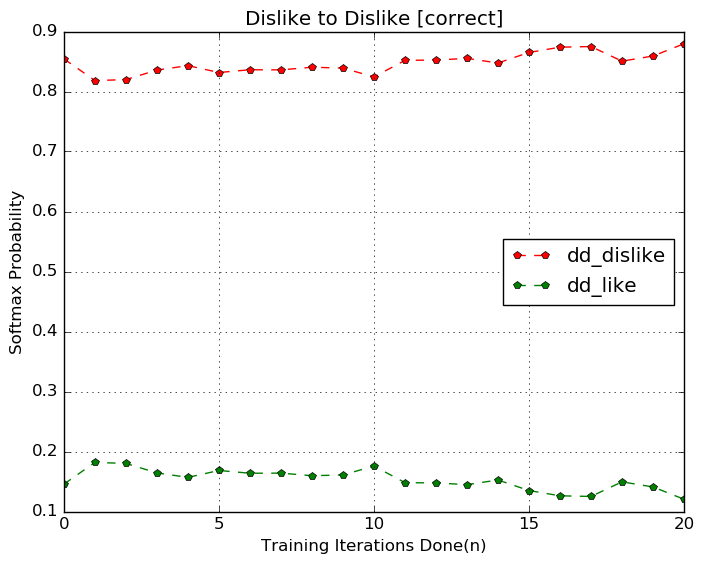 Dislike to Dislike [correct]
0.9
0.8
0.7
0.6
0.5
0.4
0.3
0.2
0.1
Softmax Probability
dd_dislike
dd_like
0 5 10 15 20
Training Iterations Done(n)